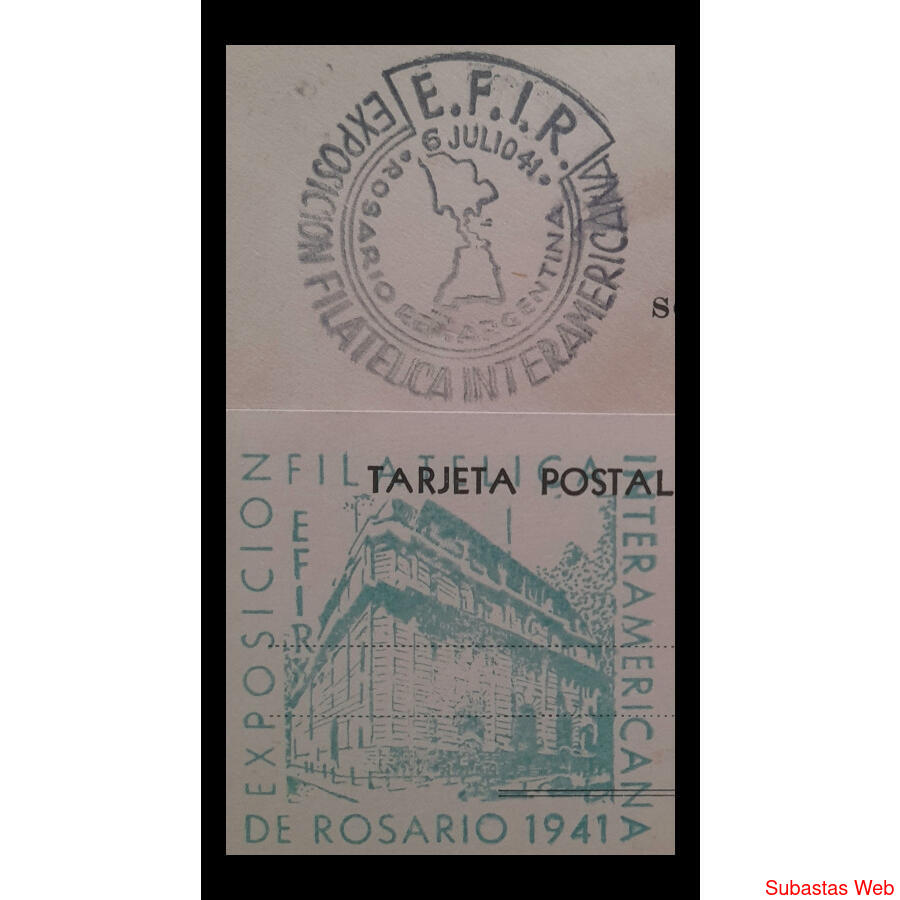 E.F.I.R.
6 JULIO 41.
EXPOSICION FILATELICA INTERAMERICANA
ROSARIO REP. ARGENTINA
TARJETA POSTAL
EXPOSICION
FILATELICA
INTERAMERICANA
EFIR
DE ROSARIO 1941
Subastas Web